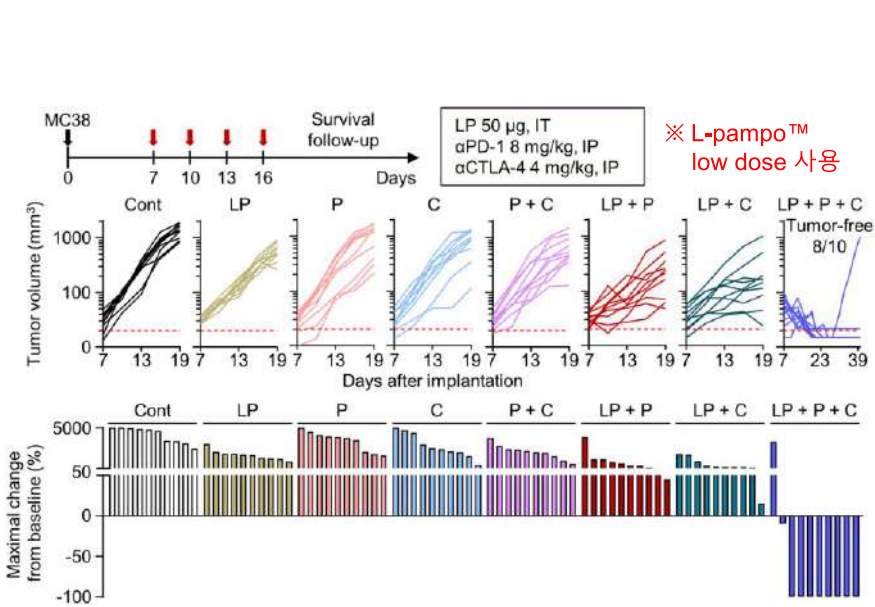 MC38
Survival
follow-up
0
7
10
13
16
Days
LP 50 µg, IT
αPD-1 8 mg/kg, IP
αCTLA-4 4 mg/kg, IP
※ L-pampo™
low dose 사용
Cont
LP
P
C
P + C
LP + P
LP + C
LP + P + C
Tumor-free
8/10
Tumor volume (mm³)
1000
100
0
7 13 19
7 13 19
7 13 19
7 13 19
7 13 19
7 13 19
7 13 19
7 23 39
Days after implantation
Cont
LP
P
C
P + C
LP + P
LP + C
LP + P + C
Maximal change
from baseline (%)
5000
50
0
-50
-100